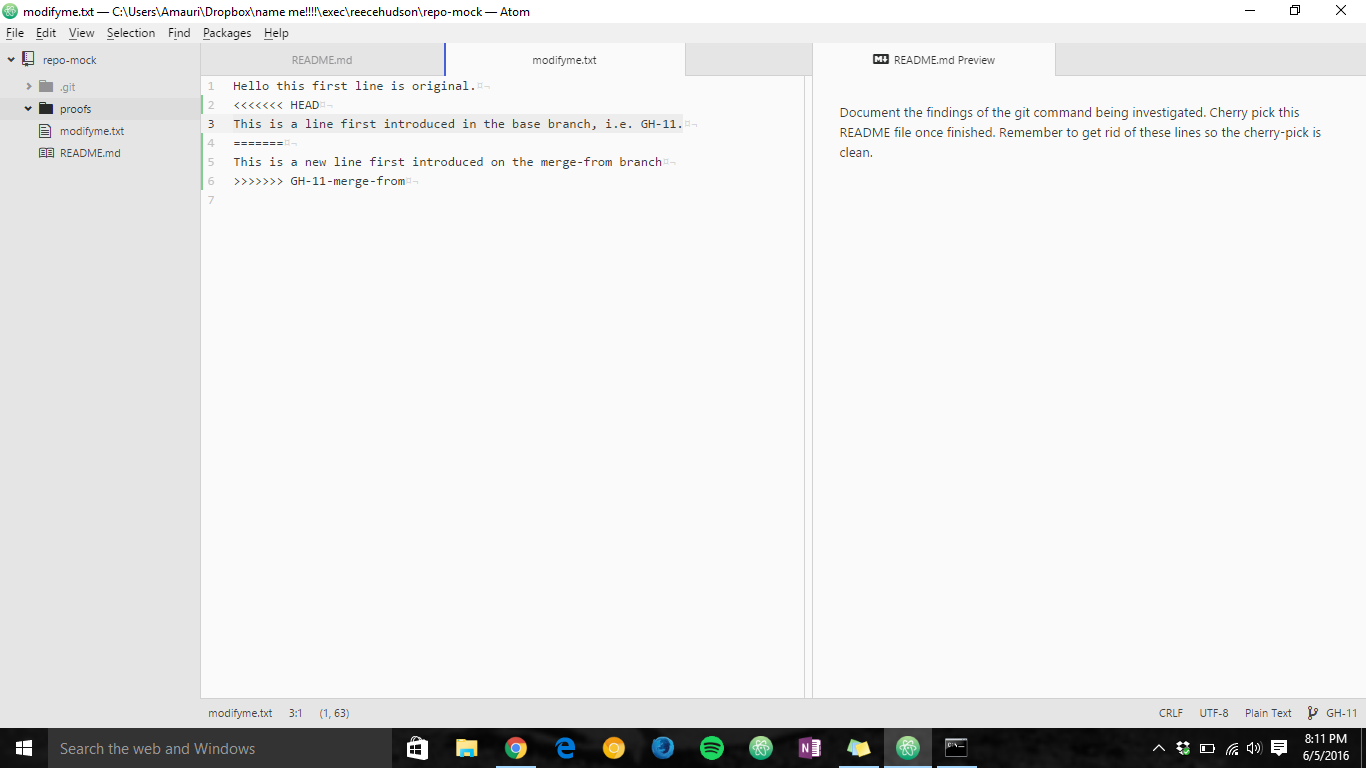 modifyme.txt — C:\Users\Amauri\Dropbox\name me!!!!\exec\reecehudson\repo-mock — Atom
File Edit View Selection Find Packages Help
repo-mock
.git
proofs
modifyme.txt
README.md
README.md
modifyme.txt
1 Hello this first line is original.¤¬
2 <<<<<<< HEAD¤¬
3 This is a line first introduced in the base branch, i.e. GH-11.¤¬
4 =======¤¬
5 This is a new line first introduced on the merge-from branch¤¬
6 >>>>>>> GH-11-merge-from¤¬
7
README.md Preview
Document the findings of the git command being investigated. Cherry pick this
README file once finished. Remember to get rid of these lines so the cherry-pick is
clean.
modifyme.txt 3:1 (1, 63) CRLF UTF-8 Plain Text GH-11
Search the web and Windows
8:11 PM
6/5/2016